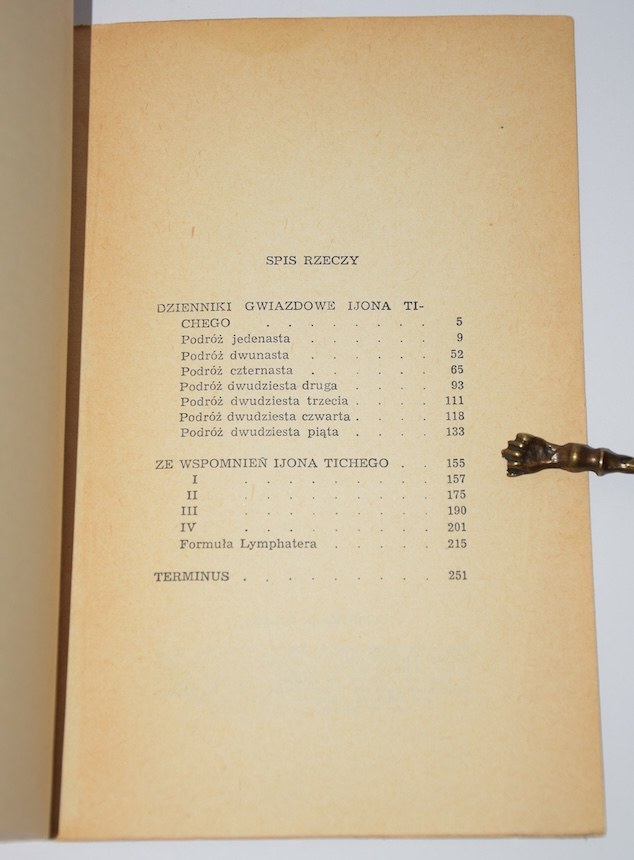 SPIS RZECZY
DZIENNIKI GWIAZDOWE IJONA TI-
CHEGO . . . . . . . . 5
Podróż jedenasta . . . . . . 9
Podróż dwunasta . . . . . . 52
Podróż czternasta . . . . . . 65
Podróż dwudziesta druga . . . . 93
Podróż dwudziesta trzecia . . . . 111
Podróż dwudziesta czwarta . . . . 118
Podróż dwudziesta piąta . . . . 133
ZE WSPOMNIEŃ IJONA TICHEGO . . 155
I . . . . . . . . . 157
II . . . . . . . . . 175
III . . . . . . . . . 190
IV . . . . . . . . . 201
Formuła Lymphatera . . . . . 215
TERMINUS . . . . . . . . . 251